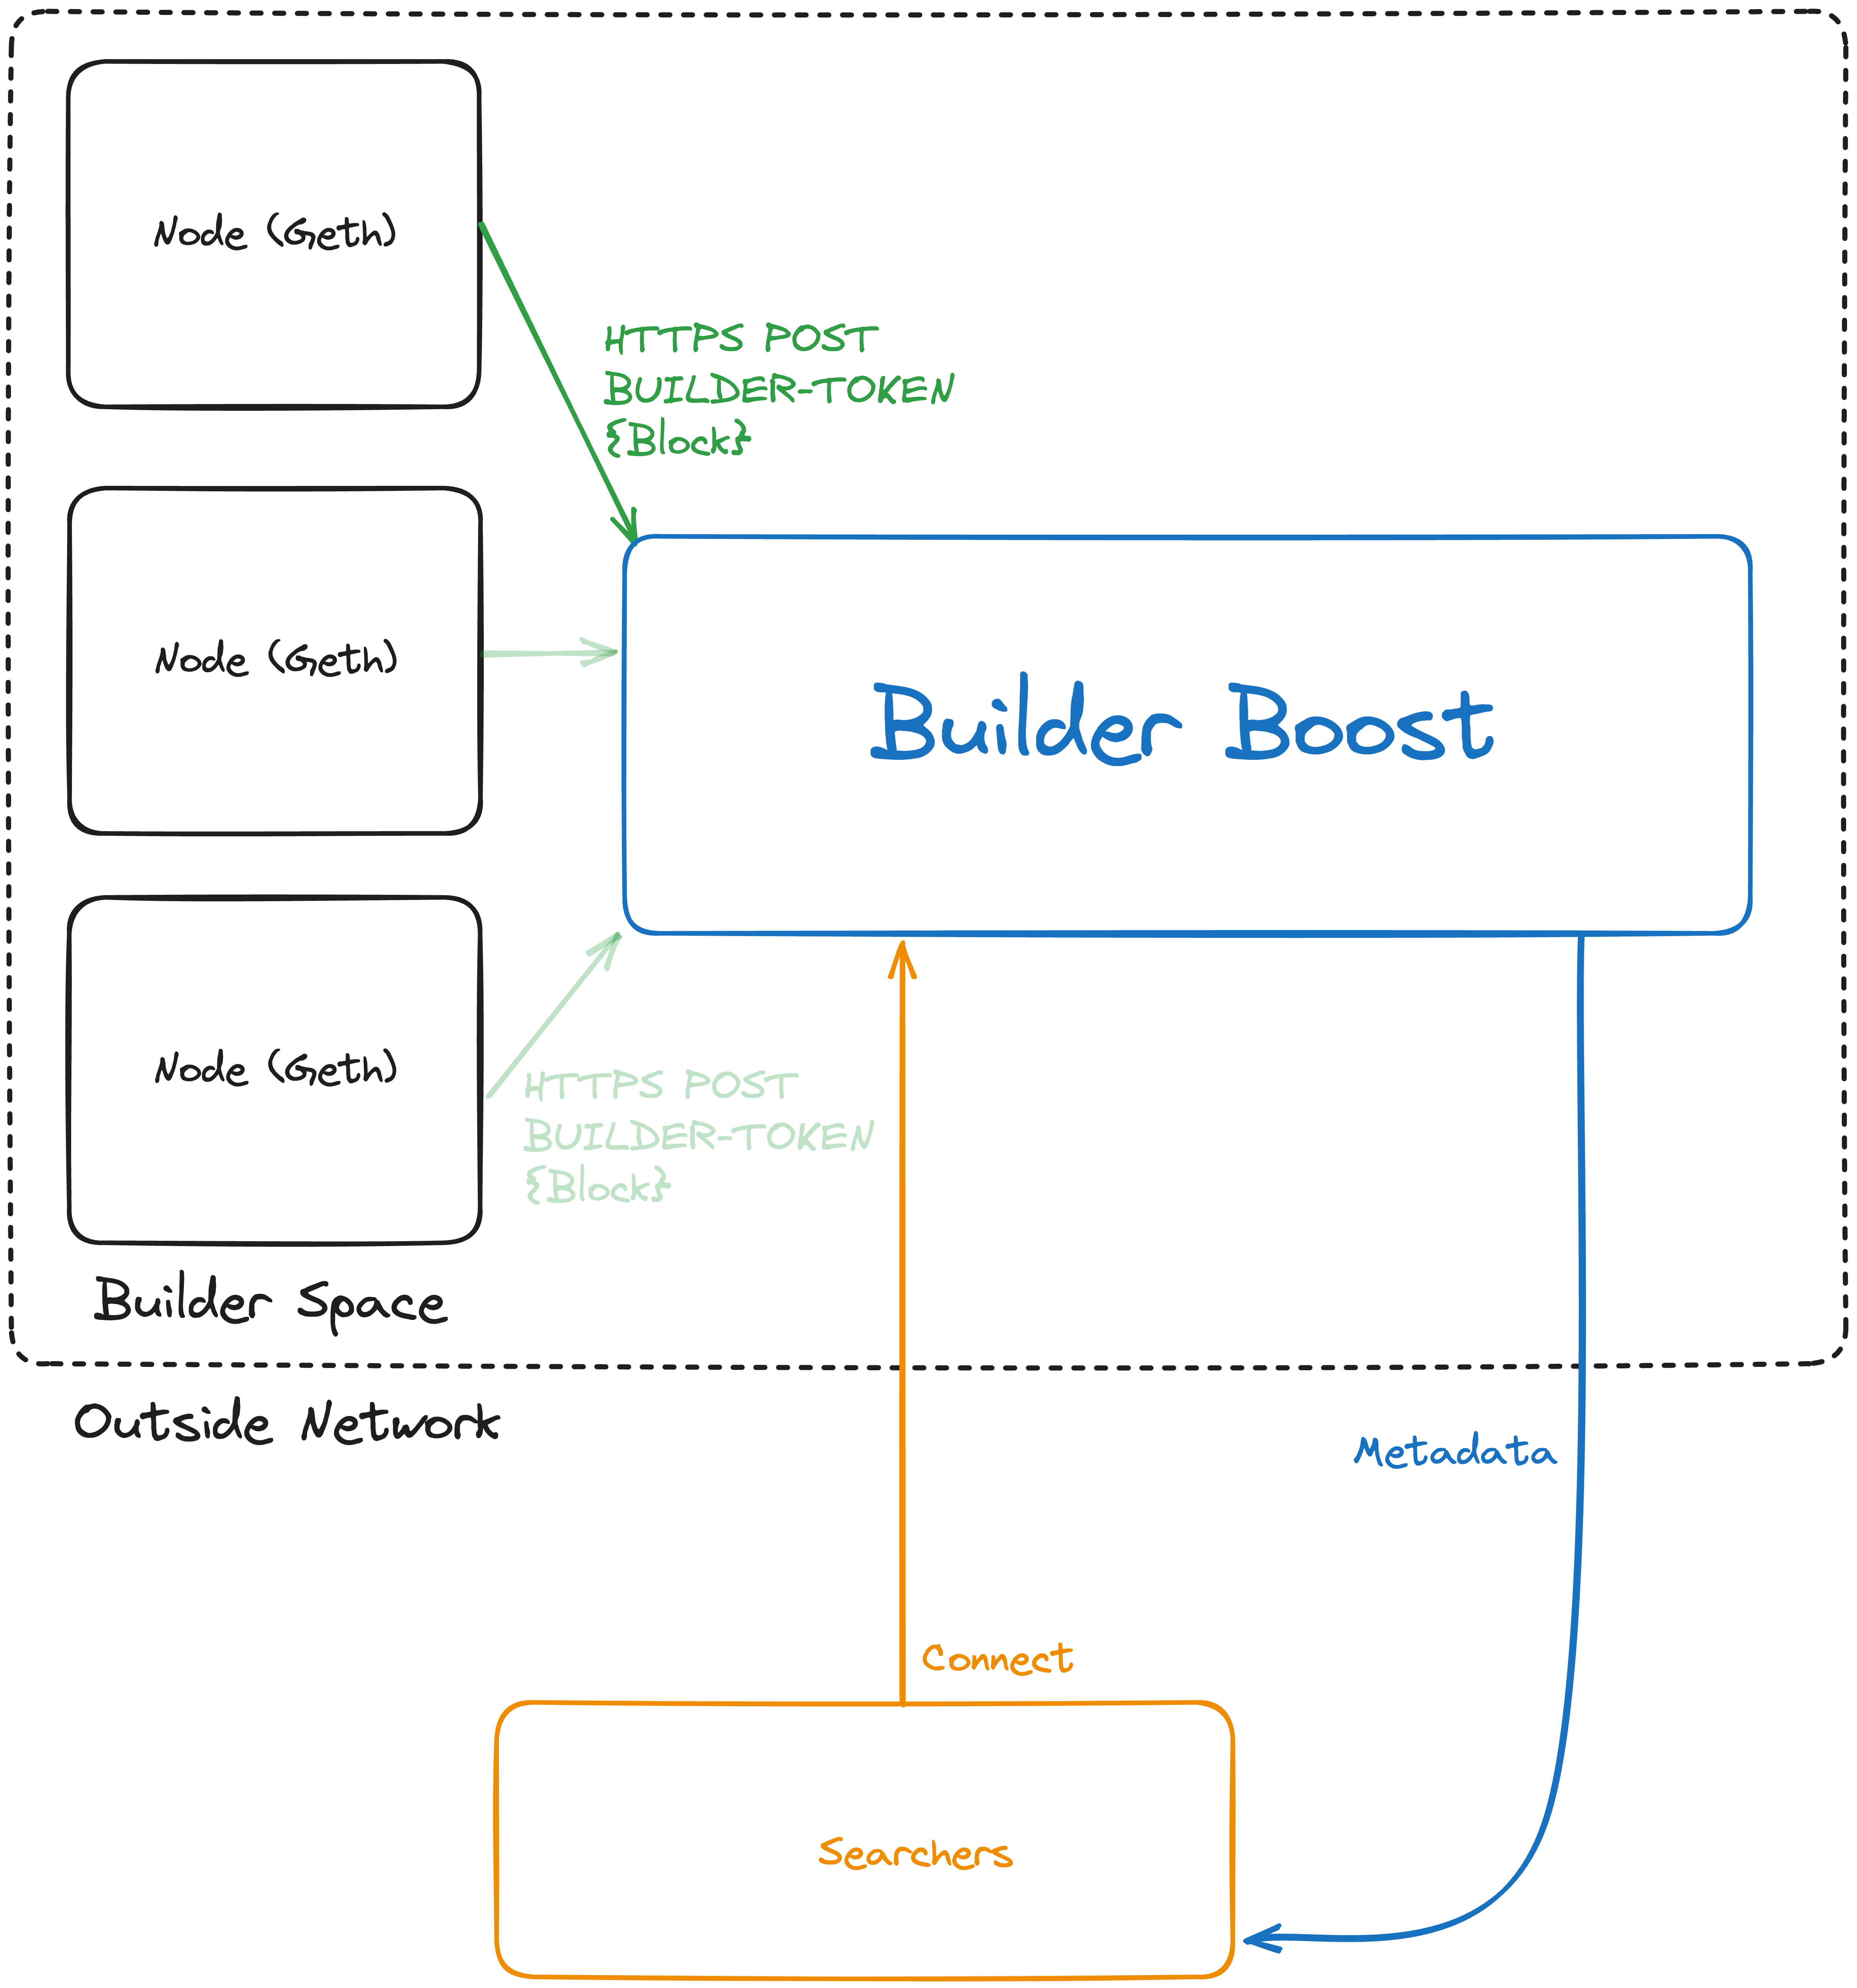 Node (Geth)
HTTPS POST
BUILDER-TOKEN
{Block}
Node (Geth)
Builder Boost
Node (Geth)
HTTPS POST
BUILDER-TOKEN
{Block}
Builder Space
Outside Network
Metadata
Connect
Searchers